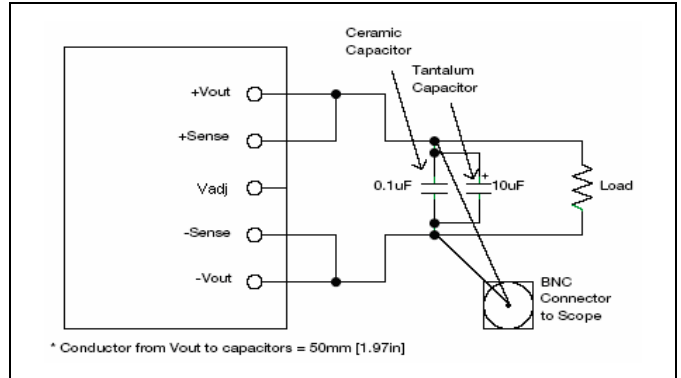 Ceramic
Capacitor
Tantalum
Capacitor
+Vout
+Sense
Vadj
-Sense
-Vout
0.1uF
+
10uF
Load
BNC
Connector
to Scope
* Conductor from Vout to capacitors = 50mm [1.97in]